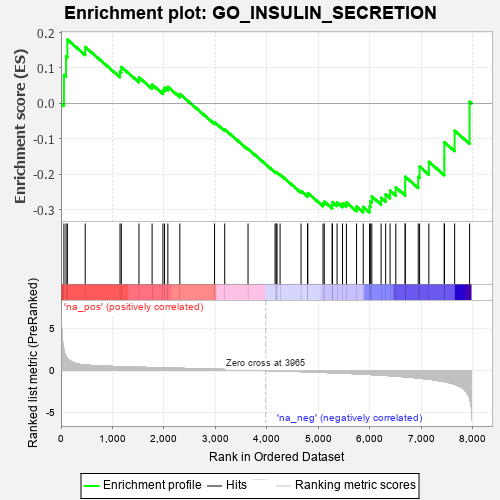 Enrichment plot: GO_INSULIN_SECRETION
Enrichment score (ES)
0.2
0.1
0.0
-0.1
-0.2
-0.3
'na_pos' (positively correlated)
Ranked list metric (PreRanked)
5
0
-5
Zero cross at 3965
'na_neg' (negatively correlated)
0 1,000 2,000 3,000 4,000 5,000 6,000 7,000 8,000
Rank in Ordered Dataset
Enrichment profile Hits Ranking metric scores